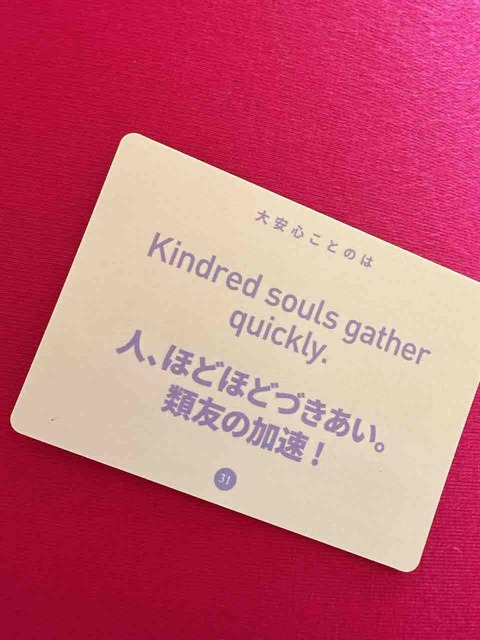 大安心ことのは
Kindred souls gather
quickly.
人、ほどほどづきあい。
類友の加速！
31